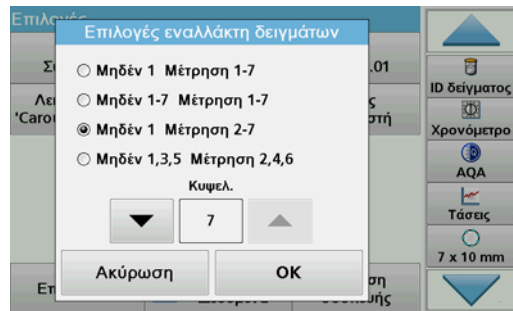 Επιλογές
Επιλογές εναλλάκτη δειγμάτων
.01
Μηδέν 1 Μέτρηση 1-7
ID δείγματος
Μηδέν 1-7 Μέτρηση 1-7
Μηδέν 1 Μέτρηση 2-7
Χρονόμετρο
Μηδέν 1,3,5 Μέτρηση 2,4,6
AQA
Κυψελ.
7
Τάσεις
7 x 10 mm
Ακύρωση
OK